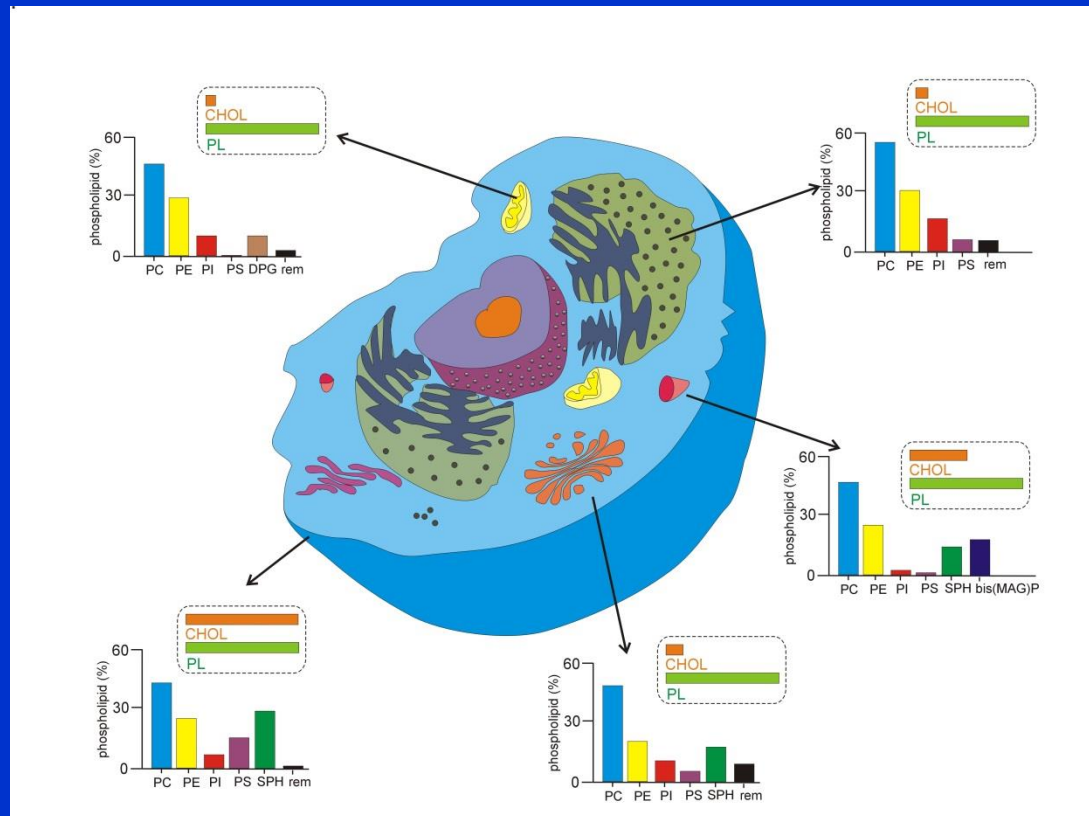 CHOL
PL
60
30
0
phospholipid (%)
PC PE PI PS DPG rem
CHOL
PL
60
30
0
phospholipid (%)
PC PE PI PS rem
CHOL
PL
60
30
0
phospholipid (%)
PC PE PI PS SPH bis(MAG)P
CHOL
PL
60
30
0
phospholipid (%)
PC PE PI PS SPH rem
CHOL
PL
60
30
0
phospholipid (%)
PC PE PI PS SPH rem